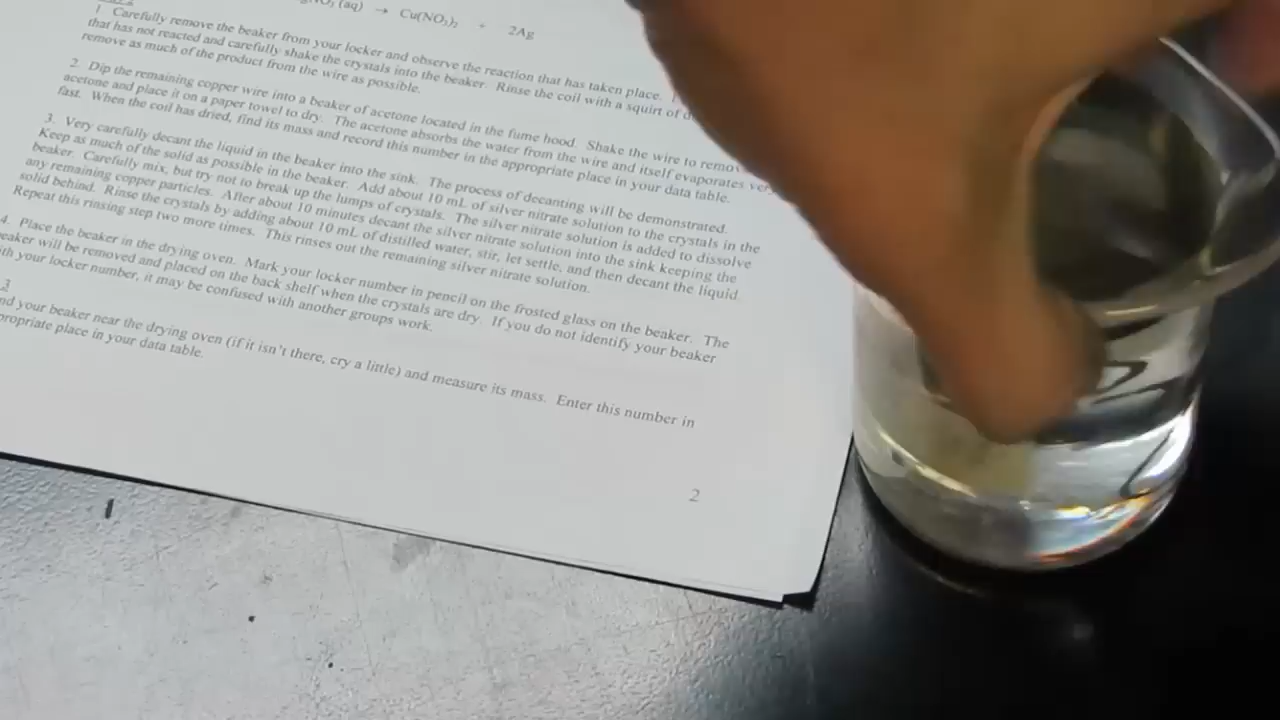 NO₃ (aq) → Cu(NO₃)₂ + 2Ag
1. Carefully remove the beaker from your locker and observe the reaction that has taken place.
that has not reacted and carefully shake the crystals into the beaker. Rinse the coil with a squirt of
remove as much of the product from the wire as possible.
2. Dip the remaining copper wire into a beaker of acetone located in the fume hood. Shake the wire to remov
acetone and place it on a paper towel to dry. The acetone absorbs the water from the wire and itself evaporates very
fast. When the coil has dried, find its mass and record this number in the appropriate place in your data table.
3. Very carefully decant the liquid in the beaker into the sink. The process of decanting will be demonstrated.
Keep as much of the solid as possible in the beaker. Add about 10 mL of silver nitrate solution to the crystals in the
beaker. Carefully mix, but try not to break up the lumps of crystals. The silver nitrate solution is added to dissolve
any remaining copper particles. After about 10 minutes decant the silver nitrate solution into the sink keeping the
solid behind. Rinse the crystals by adding about 10 mL of distilled water, stir, let settle, and then decant the liquid.
Repeat this rinsing step two more times. This rinses out the remaining silver nitrate solution.
4. Place the beaker in the drying oven. Mark your locker number in pencil on the frosted glass on the beaker. The
eaker will be removed and placed on the back shelf when the crystals are dry. If you do not identify your beaker
ith your locker number, it may be confused with another groups work.
3
nd your beaker near the drying oven (if it isn't there, cry a little) and measure its mass. Enter this number in
propriate place in your data table.
2